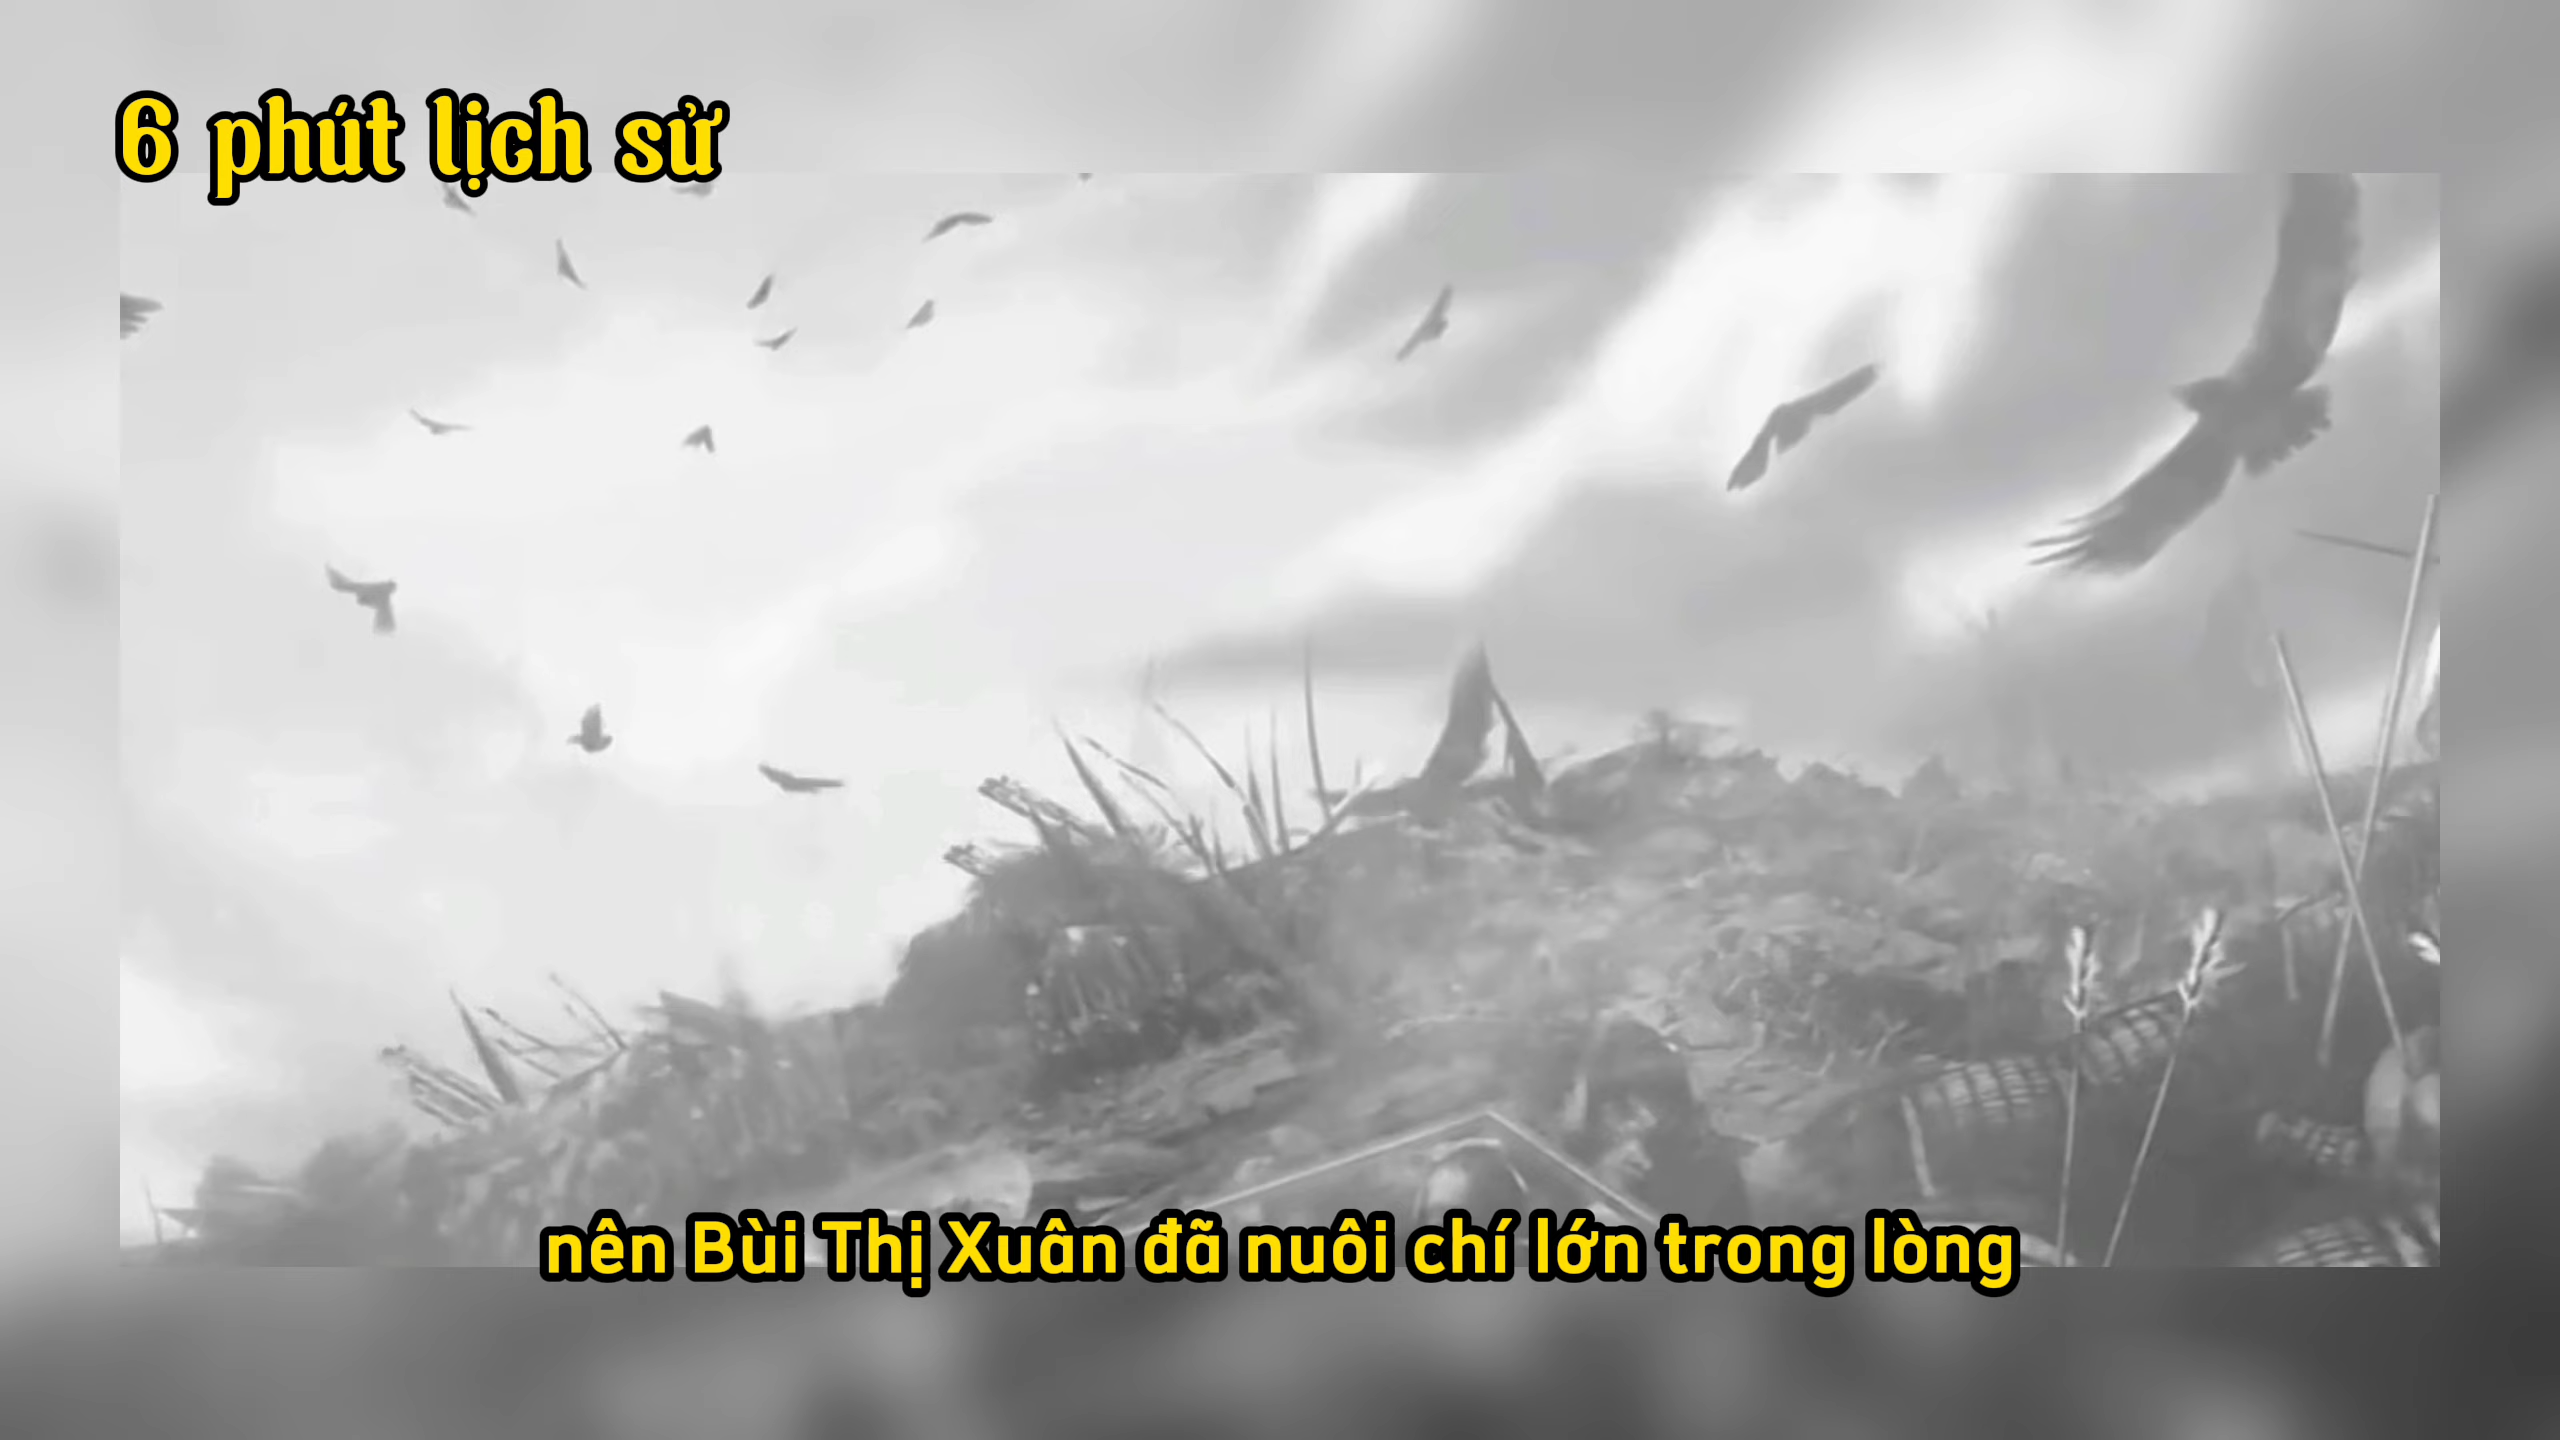 6 phút lịch sử
nên Bùi Thị Xuân đã nuôi chí lớn trong lòng